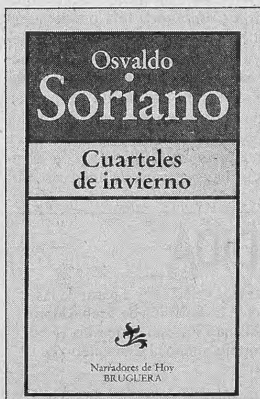 Osvaldo
Soriano
Cuarteles
de invierno
Narradores de Hoy
BRUGUERA